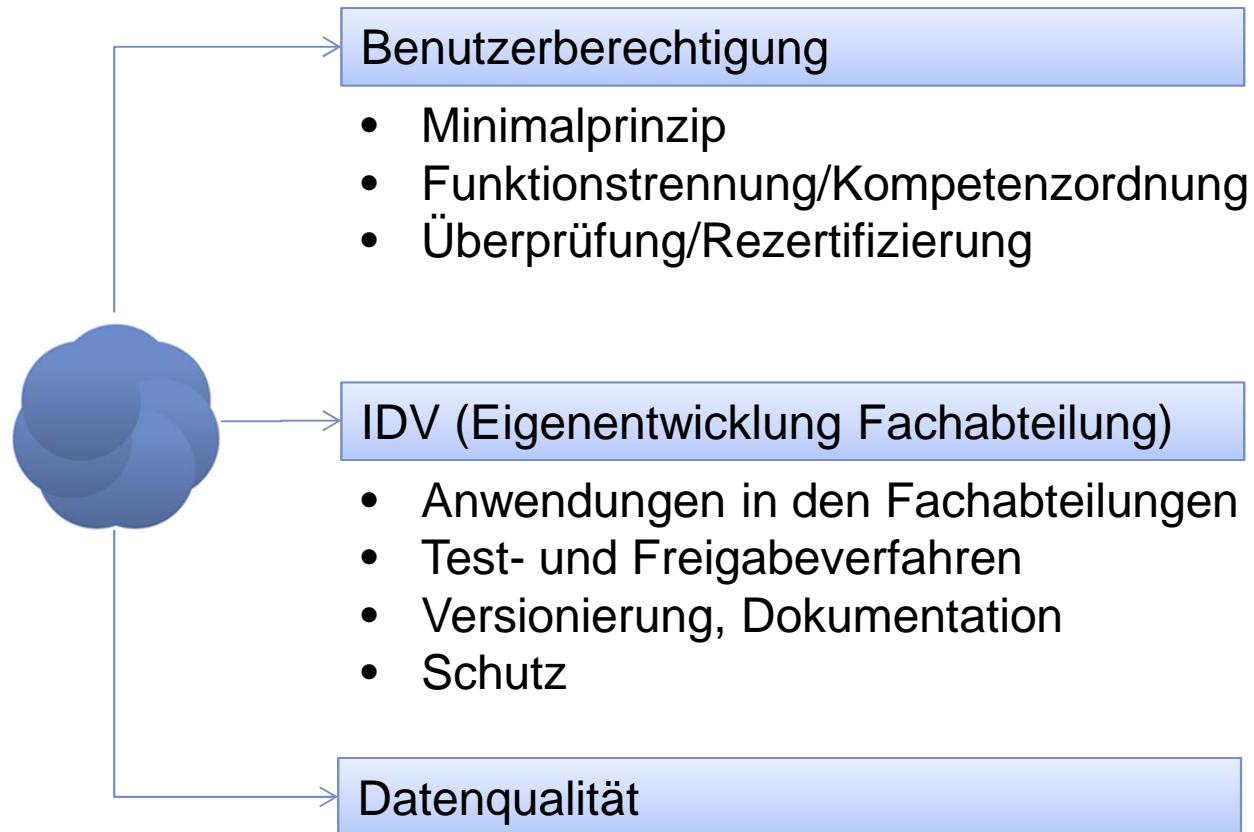 Benutzerberechtigung
• Minimalprinzip
• Funktionstrennung/Kompetenzordnung
• Überprüfung/Rezertifizierung
IDV (Eigenentwicklung Fachabteilung)
• Anwendungen in den Fachabteilungen
• Test- und Freigabeverfahren
• Versionierung, Dokumentation
• Schutz
Datenqualität